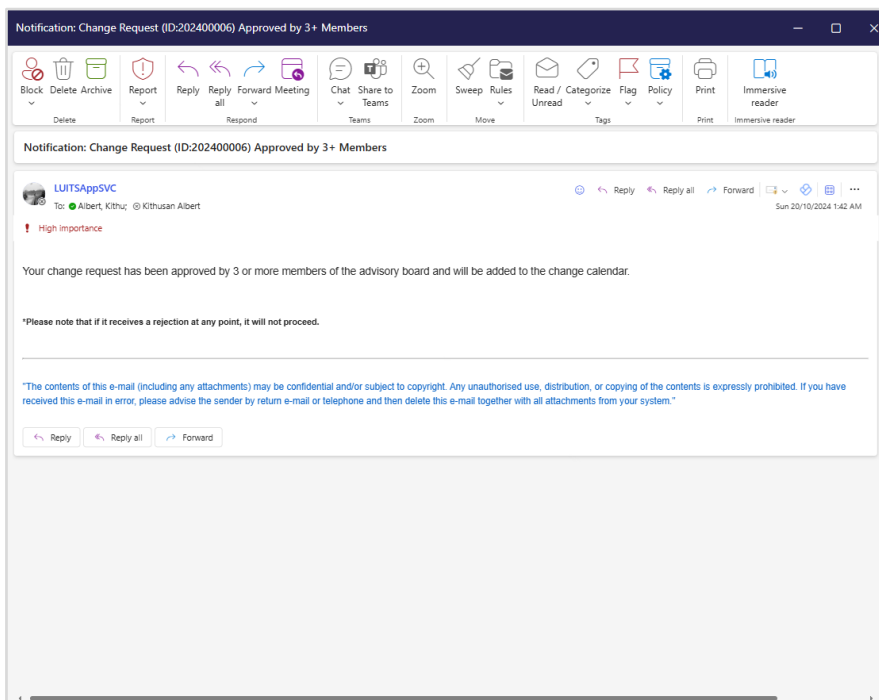 Notification: Change Request (ID:202400006) Approved by 3+ Members
Block Delete Archive Report Reply Reply all Forward Meeting Chat Share to Teams Zoom Sweep Rules Read / Unread Categorize Flag Policy Print Immersive reader
Delete Report Respond Teams Zoom Move Tags Print Immersive reader
Notification: Change Request (ID:202400006) Approved by 3+ Members
LUITSAppSVC
Reply Reply all Forward
To: Albert, Kithu; Kithusan Albert
Sun 20/10/2024 1:42 AM
High importance
Your change request has been approved by 3 or more members of the advisory board and will be added to the change calendar.
*Please note that if it receives a rejection at any point, it will not proceed.
"The contents of this e-mail (including any attachments) may be confidential and/or subject to copyright. Any unauthorised use, distribution, or copying of the contents is expressly prohibited. If you have
received this e-mail in error, please advise the sender by return e-mail or telephone and then delete this e-mail together with all attachments from your system."
Reply Reply all Forward